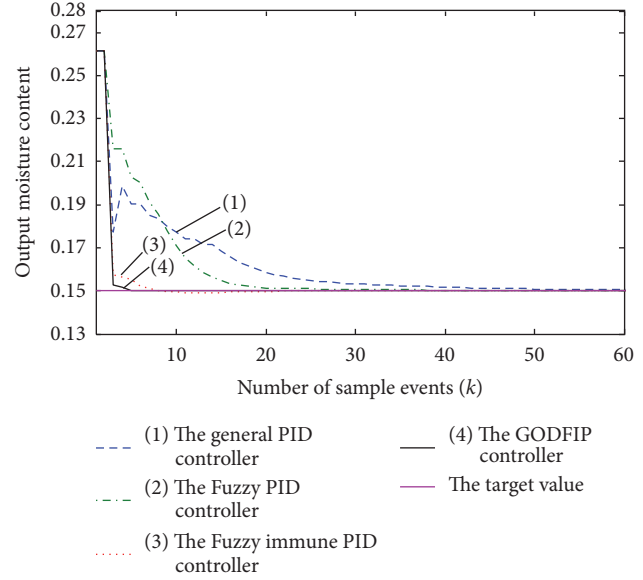 0.28
0.25
0.23
0.21
0.19
0.17
0.15
0.13
Output moisture content
(1)
(2)
(3)
(4)
10
20
30
40
50
60
Number of sample events (k)
(1) The general PID
controller
(2) The Fuzzy PID
controller
(3) The Fuzzy immune PID
controller
(4) The GODFIP
controller
The target value